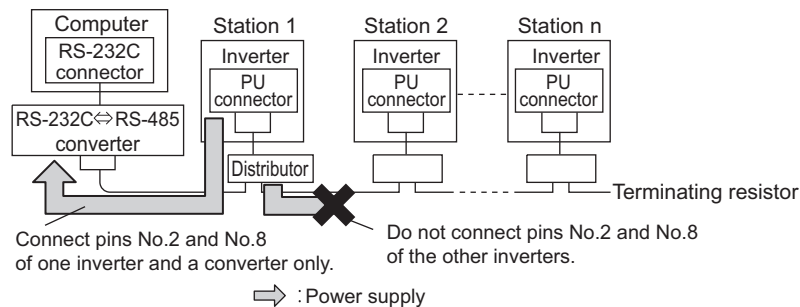 Computer
RS-232C
connector
RS-232C⇔RS-485
converter
Station 1
Inverter
PU
connector
Distributor
Station 2
Inverter
PU
connector
Station n
Inverter
PU
connector
Terminating resistor
Connect pins No.2 and No.8
of one inverter and a converter only.
Do not connect pins No.2 and No.8
of the other inverters.
: Power supply